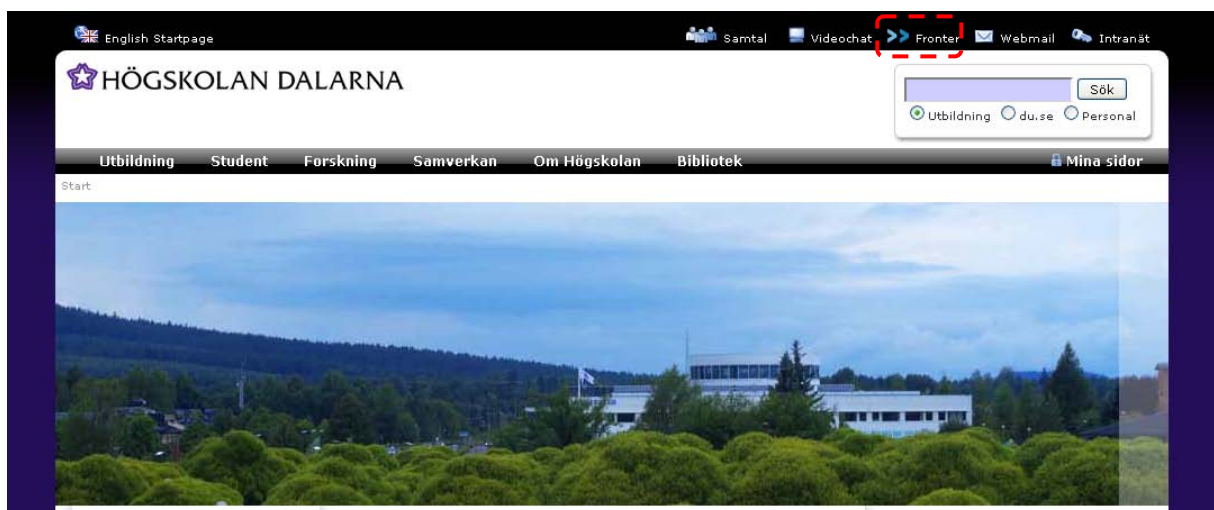 English Startpage Samtal Videochat Fronter Webmail Intranät
HÖGSKOLAN DALARNA
Sök
Utbildning du.se Personal
Utbildning Student Forskning Samverkan Om Högskolan Bibliotek Mina sidor
Start